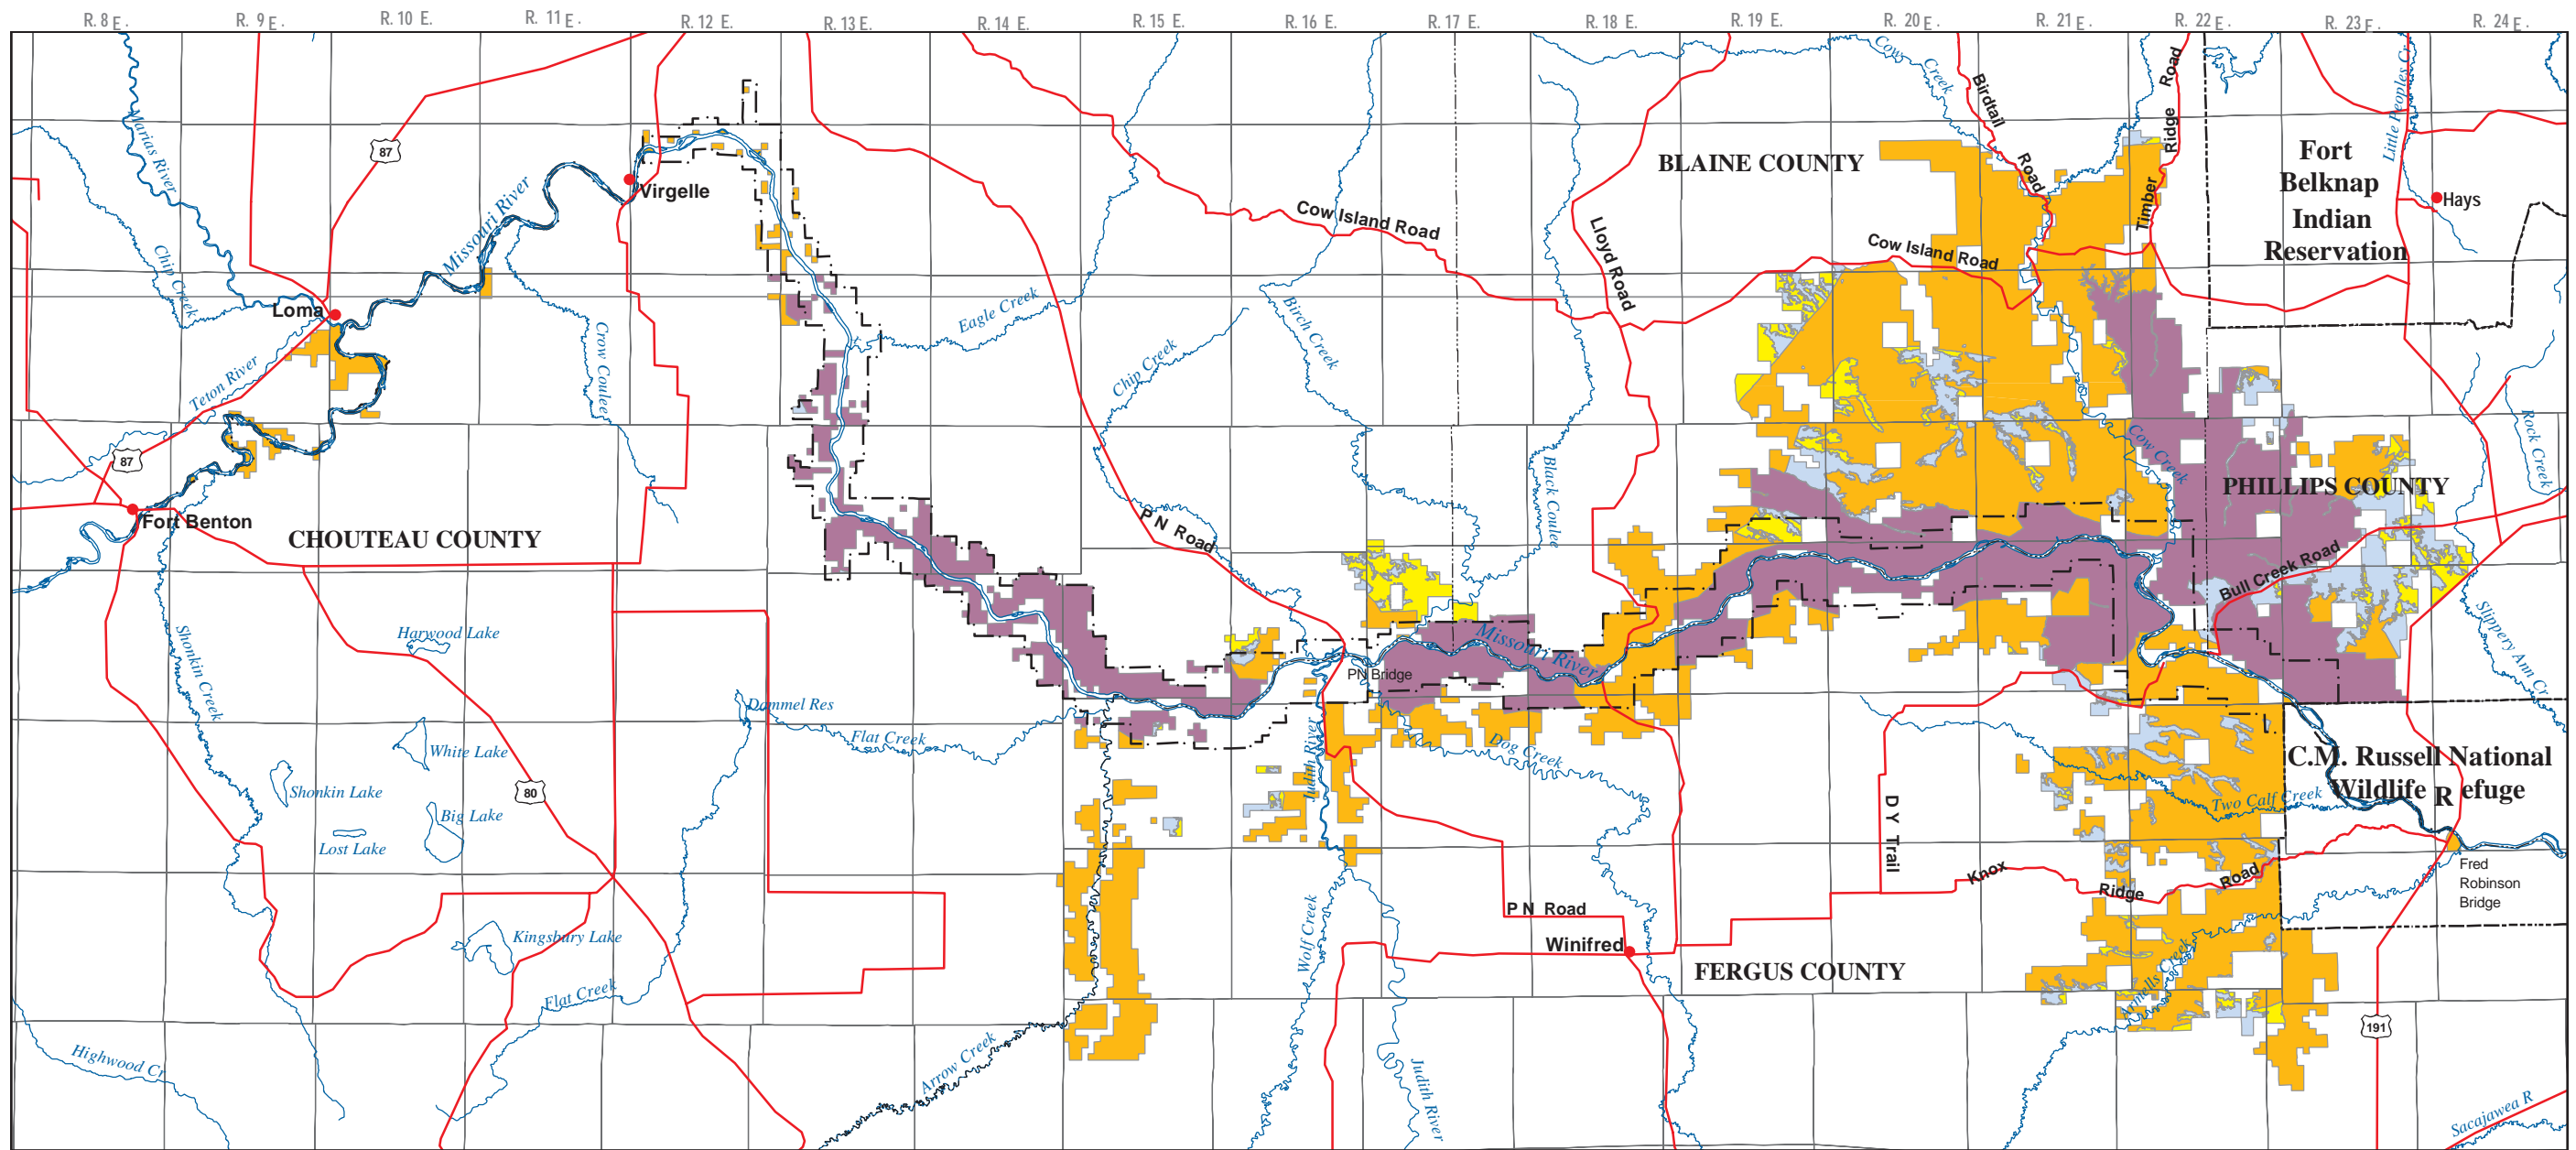 R. 8 E.
R. 9 E.
R. 10 E.
R. 11 E.
R. 12 E.
R. 13 E.
R. 14 E.
R. 15 E.
R. 16 E.
R. 17 E.
R. 18 E.
R. 19 E.
R. 20 E.
R. 21 E.
R. 22 E.
R. 23 E.
R. 24 E.
Marias River
87
Missouri River
Virgelle
Chip Creek
Loma
Teton River
Crow Coulee
87
Fort Benton
CHOUTEAU COUNTY
Shonkin Creek
Harwood Lake
White Lake
Shonkin Lake
Big Lake
Lost Lake
80
Kingsbury Lake
Flat Creek
Highwood Cr
Dammel Res
Flat Creek
Arrow Creek
Eagle Creek
Chip Creek
Birch Creek
Cow Island Road
Lloyd Road
Black Coulee
P N Road
PN Bridge
Missouri River
Judith River
Dog Creek
Wolf Creek
Judith River
P N Road
Winifred
FERGUS COUNTY
BLAINE COUNTY
Cow
Creek
Birdtail
Road
Cow Island Road
Timber
Ridge
Road
Fort
Belknap
Indian
Reservation
Little Peoples Cr
Hays
Cow Creek
PHILLIPS COUNTY
Rock Creek
Bull Creek Road
Slippery Ann Cr
C.M. Russell National
Wildlife Refuge
Two Calf Creek
D Y Trail
Knox
Ridge
Road
Fred
Robinson
Bridge
Armells Creek
191
Sacajawea R